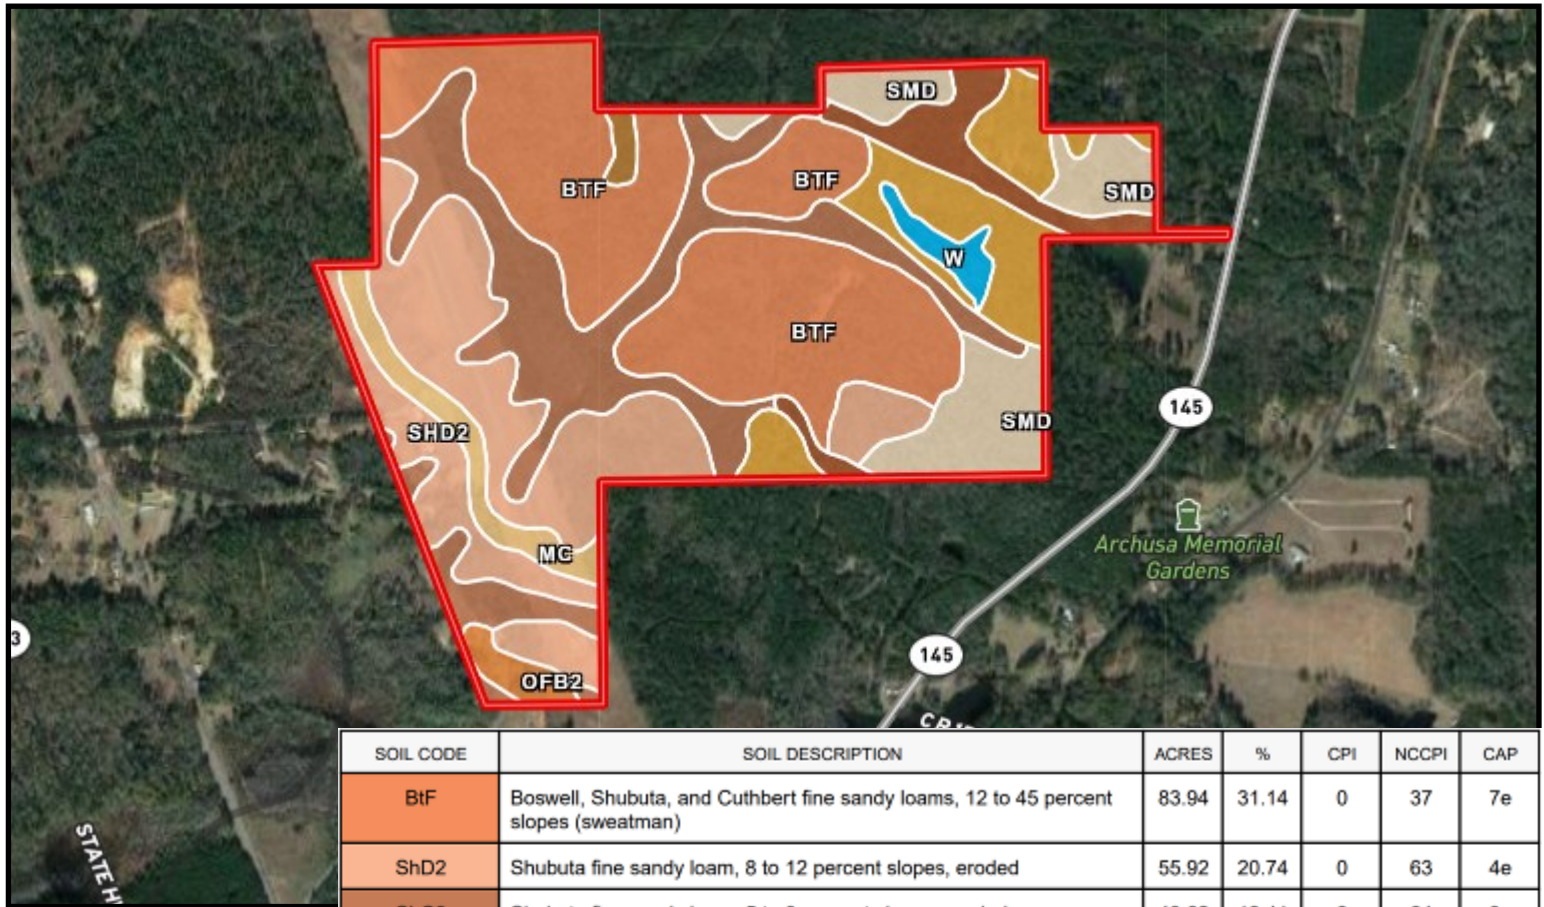 SMD
BTF
BTF
SMD
W
BTF
145
SMD
SHD2
Archusa Memorial
Gardens
MC
3
145
OFB2
SOIL CODE SOIL DESCRIPTION ACRES % CPI NCCPI CAP
BtF Boswell, Shubuta, and Cuthbert fine sandy loams, 12 to 45 percent slopes (sweatman) 83.94 31.14 0 37 7e
STATE
ShD2 Shubuta fine sandy loam, 8 to 12 percent slopes, eroded 55.92 20.74 0 63 4e